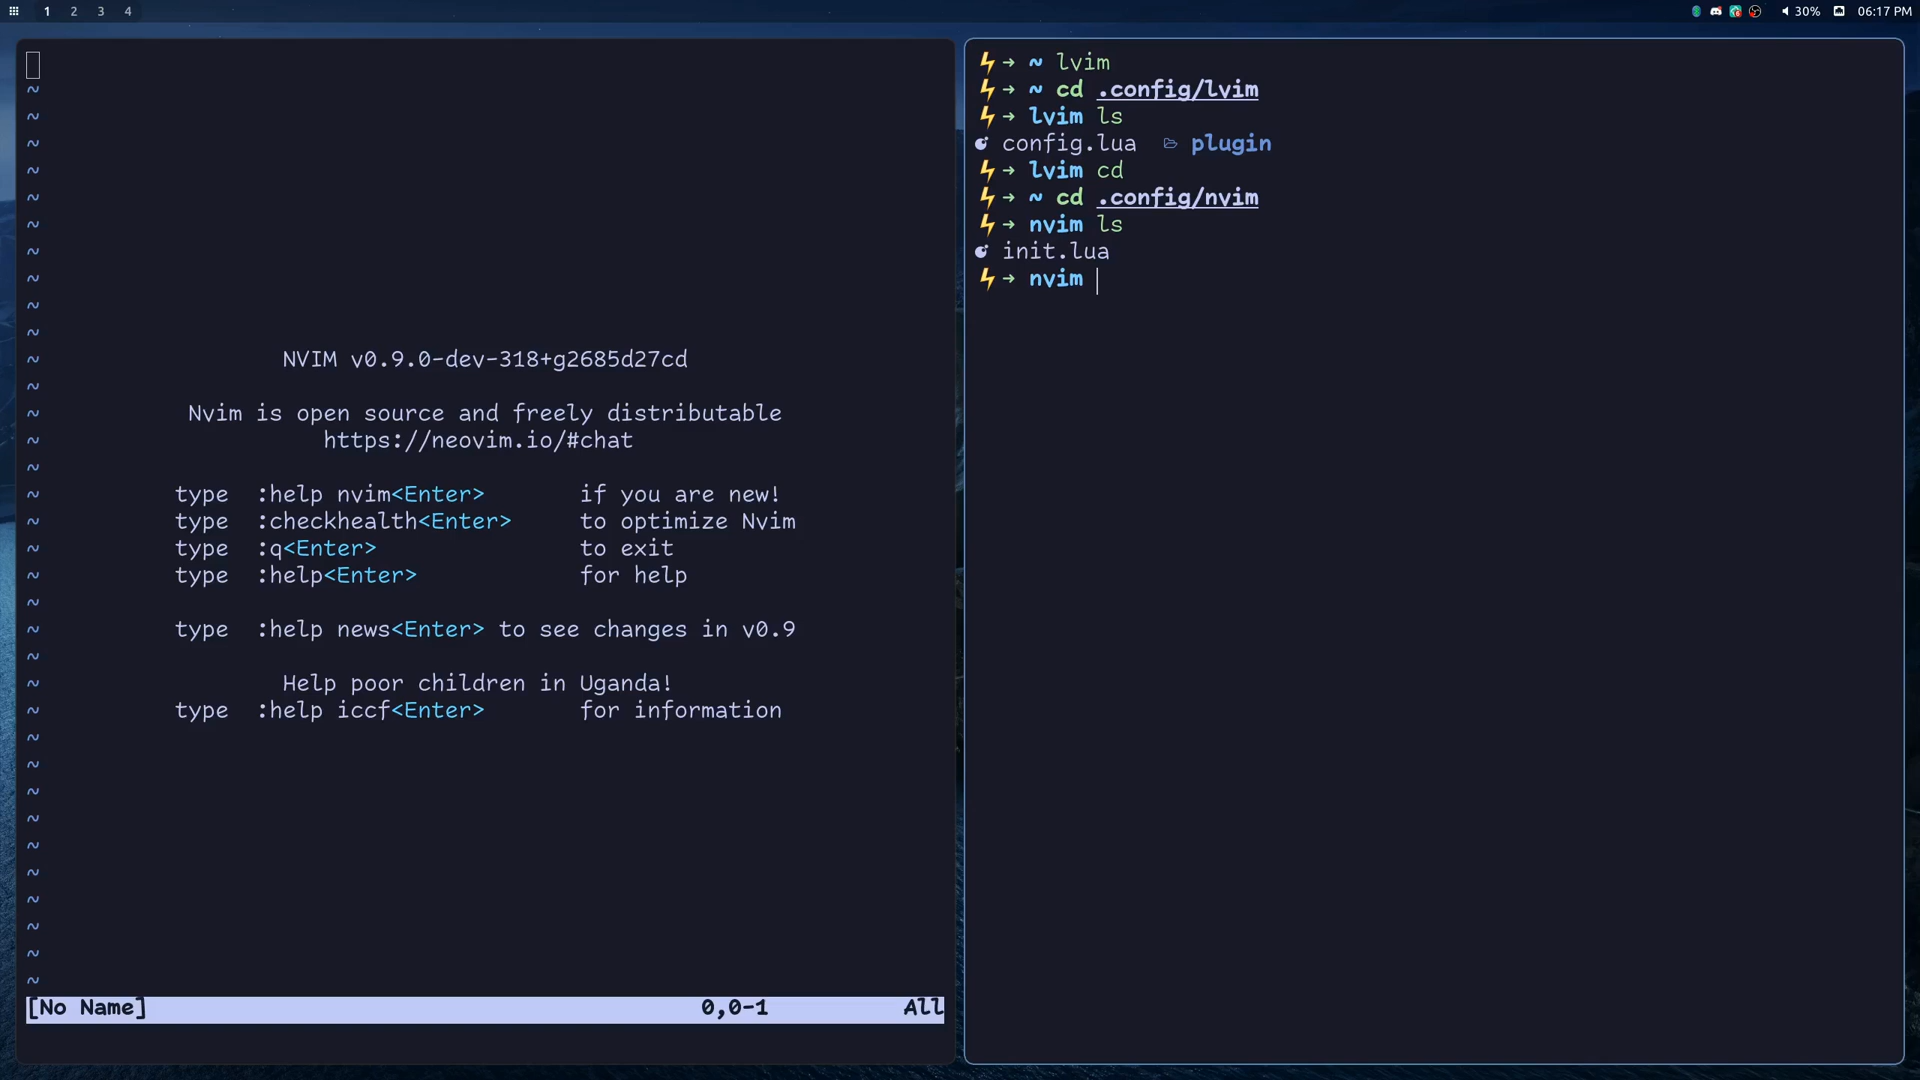 1 2 3 4
30% 06:17 PM
~
~
~
~
~
~
~
~
~
~
~ NVIM v0.9.0-dev-318+g2685d27cd
~
~ Nvim is open source and freely distributable
~ https://neovim.io/#chat
~
~ type :help nvim<Enter> if you are new!
~ type :checkhealth<Enter> to optimize Nvim
~ type :q<Enter> to exit
~ type :help<Enter> for help
~
~ type :help news<Enter> to see changes in v0.9
~
~ Help poor children in Uganda!
~ type :help iccf<Enter> for information
~
~
~
~
~
~
~
~
~
~
[No Name] 0,0-1 All
⚡→ ~ lvim
⚡→ ~ cd .config/lvim
⚡→ lvim ls
config.lua plugin
⚡→ lvim cd
⚡→ ~ cd .config/nvim
⚡→ nvim ls
init.lua
⚡→ nvim